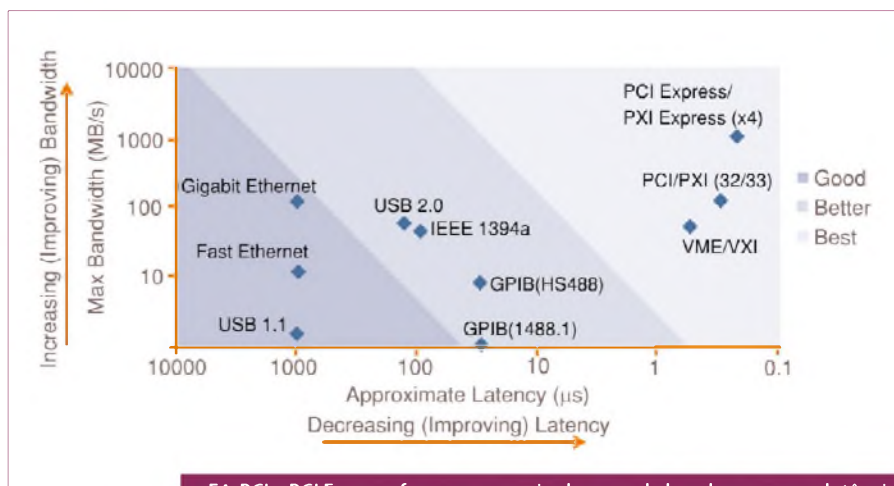 Increasing (Improving) Bandwidth
Max Bandwidth (MB/s)
10000
1000
100
10
PCI Express/
PXI Express (x4)
Gigabit Ethernet
PCI/PXI (32/33)
USB 2.0
IEEE 1394a
VME/VXI
Fast Ethernet
GPIB(HS488)
USB 1.1
GPIB(1488.1)
Good
Better
Best
10000
1000
100
10
1
0.1
Approximate Latency (µs)
Decreasing (Improving) Latency